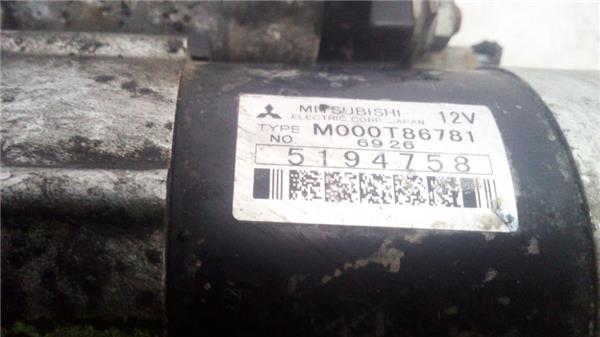 MITSUBISHI 12V
ELECTRIC CORP. JAPAN
TYPE M000T86781
NO. 6926
5194758